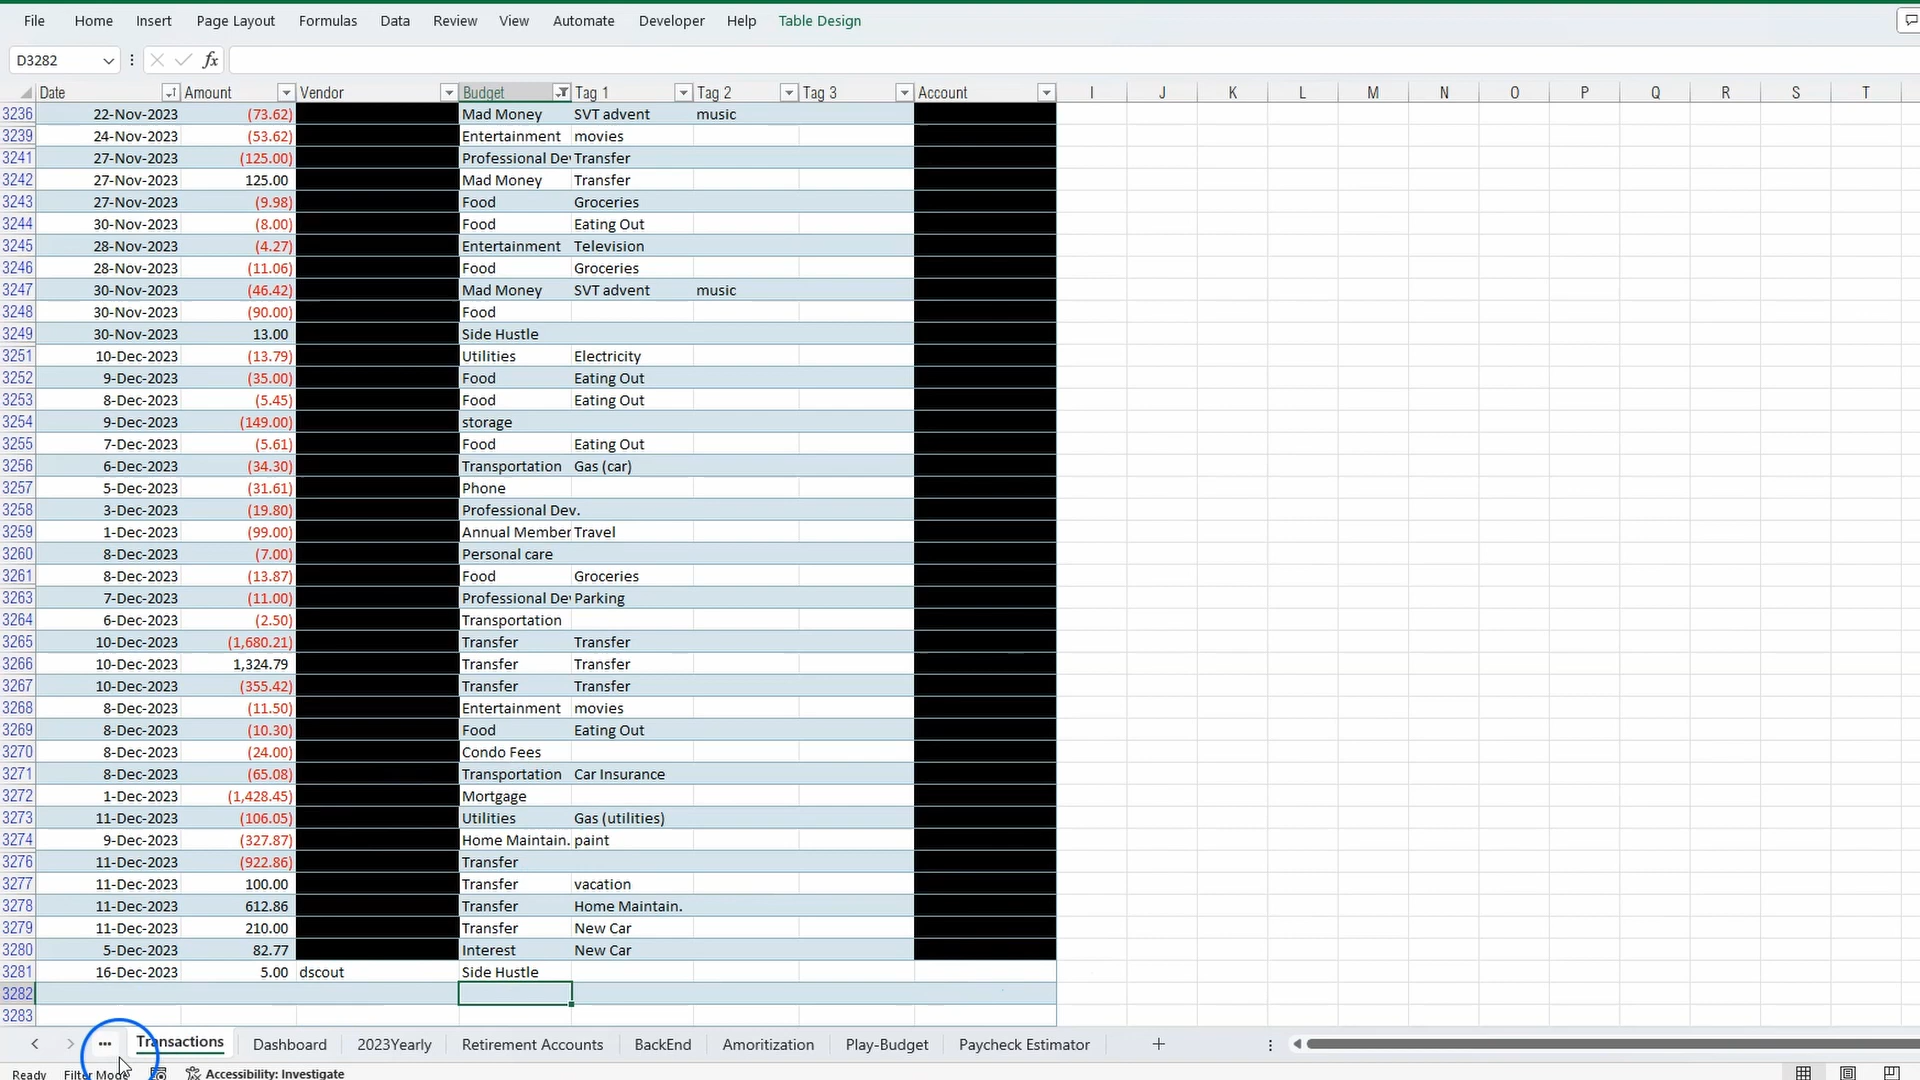 File Home Insert Page Layout Formulas Data Review View Automate Developer Help Table Design
D3282 fx
Date Amount Vendor Budget Tag 1 Tag 2 Tag 3 Account I J K L M N O P Q R S T
3236 22-Nov-2023 (73.62) Mad Money SVT advent music
3239 24-Nov-2023 (53.62) Entertainment movies
3241 27-Nov-2023 (125.00) Professional Dev Transfer
3242 27-Nov-2023 125.00 Mad Money Transfer
3243 27-Nov-2023 (9.98) Food Groceries
3244 30-Nov-2023 (8.00) Food Eating Out
3245 28-Nov-2023 (4.27) Entertainment Television
3246 28-Nov-2023 (11.06) Food Groceries
3247 30-Nov-2023 (46.42) Mad Money SVT advent music
3248 30-Nov-2023 (90.00) Food
3249 30-Nov-2023 13.00 Side Hustle
3251 10-Dec-2023 (13.79) Utilities Electricity
3252 9-Dec-2023 (35.00) Food Eating Out
3253 8-Dec-2023 (5.45) Food Eating Out
3254 9-Dec-2023 (149.00) storage
3255 7-Dec-2023 (5.61) Food Eating Out
3256 6-Dec-2023 (34.30) Transportation Gas (car)
3257 5-Dec-2023 (31.61) Phone
3258 3-Dec-2023 (19.80) Professional Dev.
3259 1-Dec-2023 (99.00) Annual Member Travel
3260 8-Dec-2023 (7.00) Personal care
3261 8-Dec-2023 (13.87) Food Groceries
3263 7-Dec-2023 (11.00) Professional Dev Parking
3264 6-Dec-2023 (2.50) Transportation
3265 10-Dec-2023 (1,680.21) Transfer Transfer
3266 10-Dec-2023 1,324.79 Transfer Transfer
3267 10-Dec-2023 (355.42) Transfer Transfer
3268 8-Dec-2023 (11.50) Entertainment movies
3269 8-Dec-2023 (10.30) Food Eating Out
3270 8-Dec-2023 (24.00) Condo Fees
3271 8-Dec-2023 (65.08) Transportation Car Insurance
3272 1-Dec-2023 (1,428.45) Mortgage
3273 11-Dec-2023 (106.05) Utilities Gas (utilities)
3274 9-Dec-2023 (327.87) Home Maintain. paint
3276 11-Dec-2023 (922.86) Transfer
3277 11-Dec-2023 100.00 Transfer vacation
3278 11-Dec-2023 612.86 Transfer Home Maintain.
3279 11-Dec-2023 210.00 Transfer New Car
3280 5-Dec-2023 82.77 Interest New Car
3281 16-Dec-2023 5.00 dscout Side Hustle
3282
3283
... Transactions Dashboard 2023Yearly Retirement Accounts BackEnd Amoritization Play-Budget Paycheck Estimator +
Ready Filter Mode Accessibility: Investigate